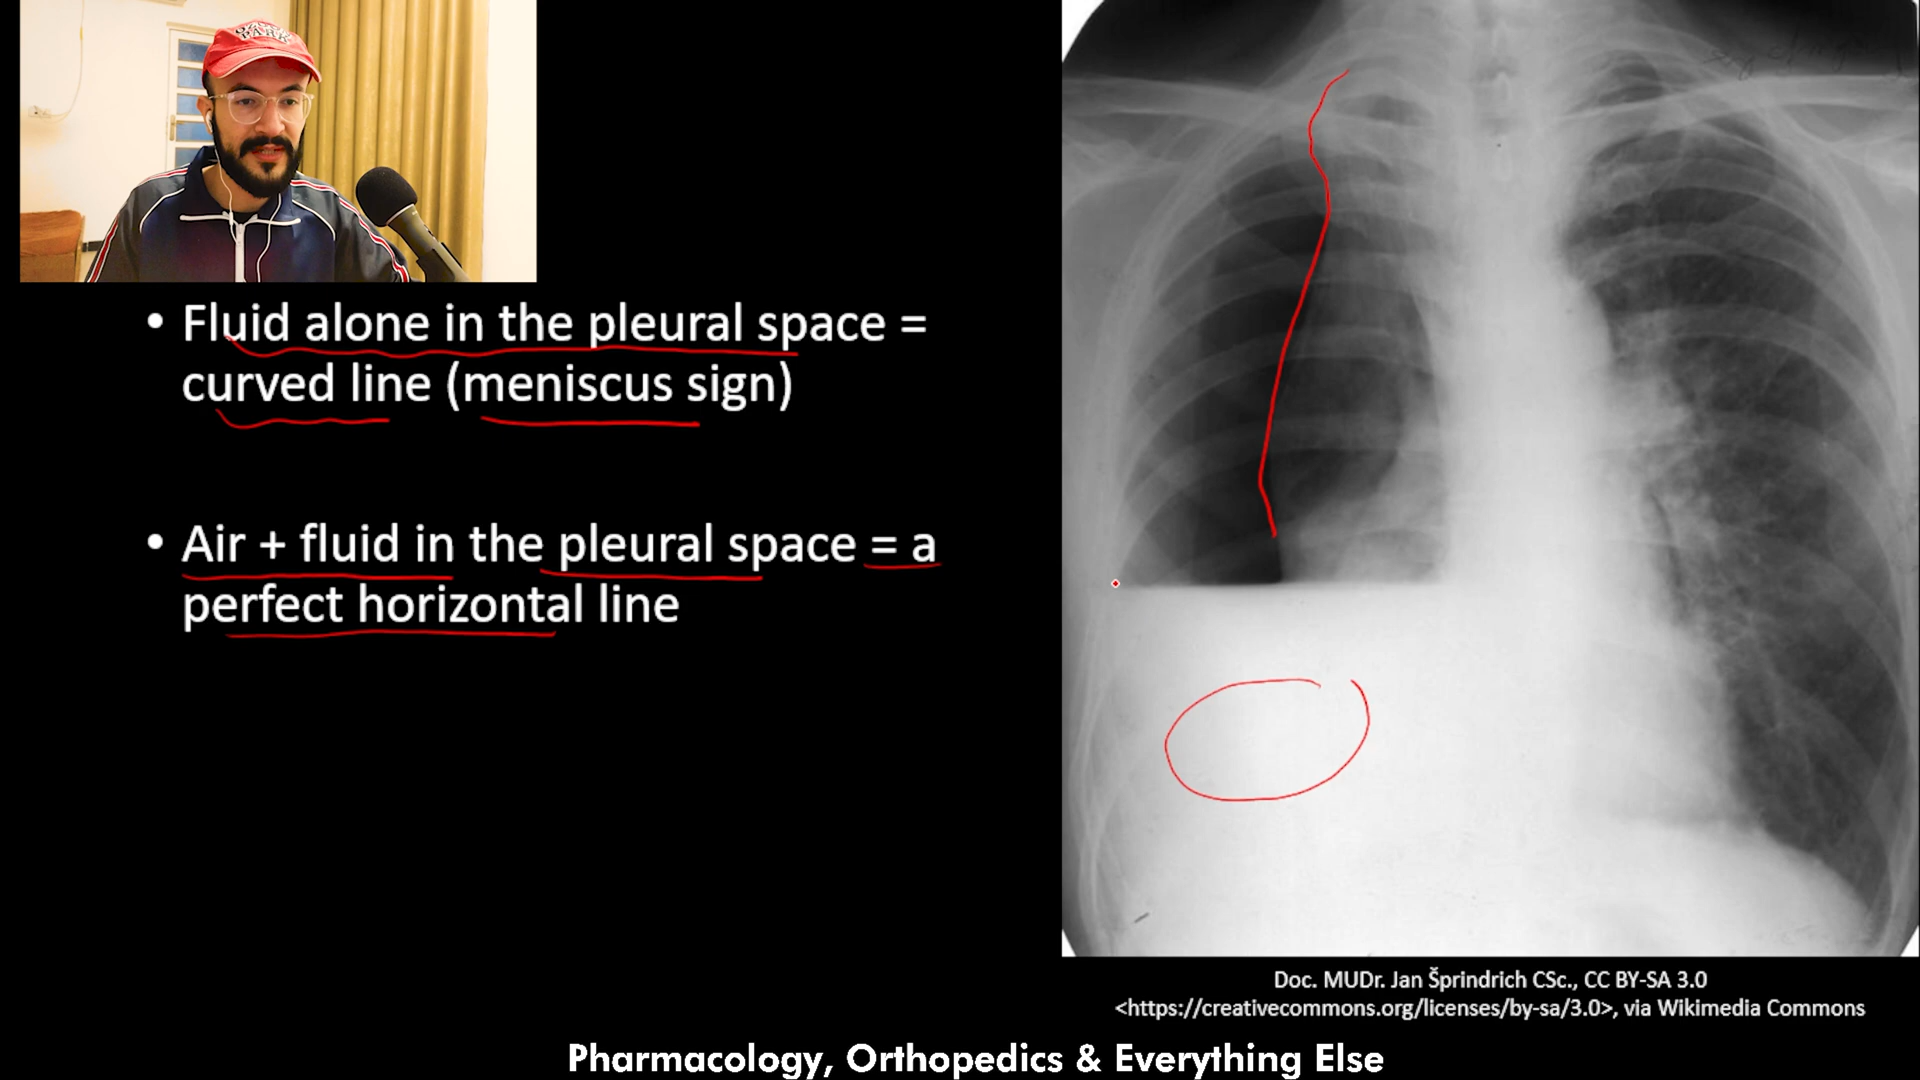 • Fluid alone in the pleural space =
curved line (meniscus sign)
• Air + fluid in the pleural space = a
perfect horizontal line
Doc. MUDr. Jan Šprindrich CSc., CC BY-SA 3.0
<https://creativecommons.org/licenses/by-sa/3.0>, via Wikimedia Commons
Pharmacology, Orthopedics & Everything Else